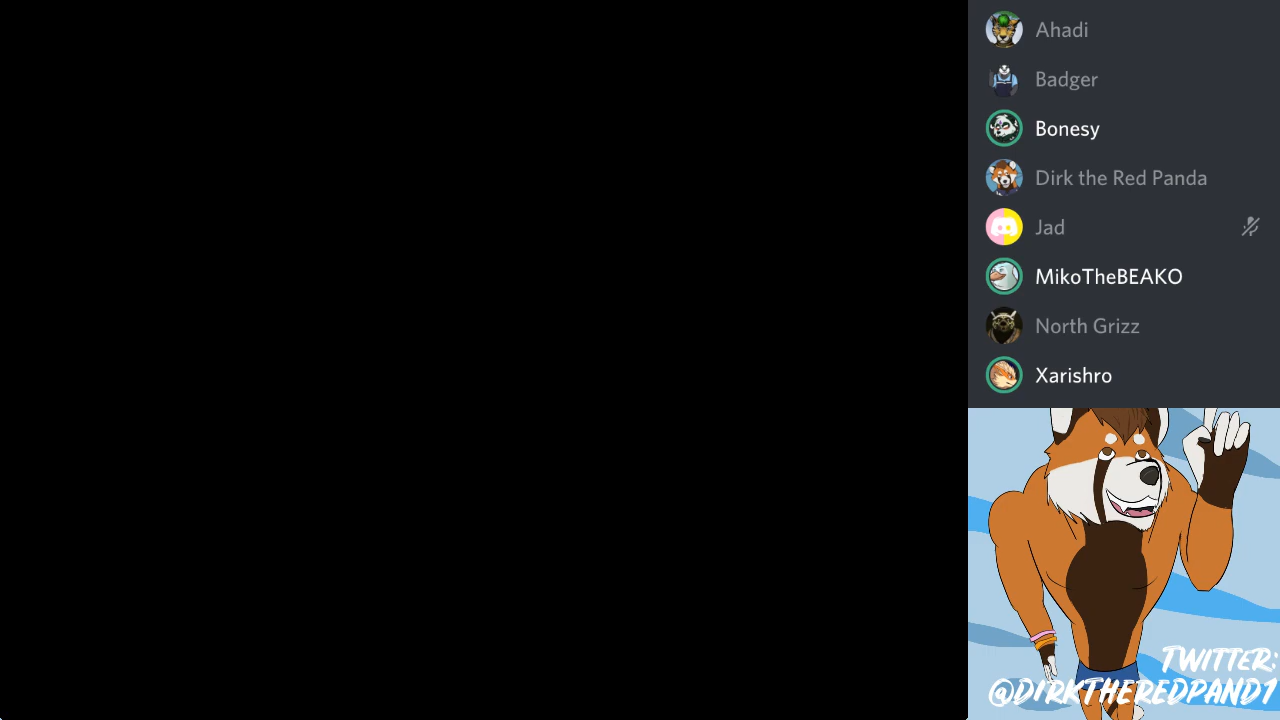 Ahadi
Badger
Bonesy
Dirk the Red Panda
Jad
MikoTheBEAKO
North Grizz
Xarishro
TWITTER:
@DIRKTHEREDPAND1